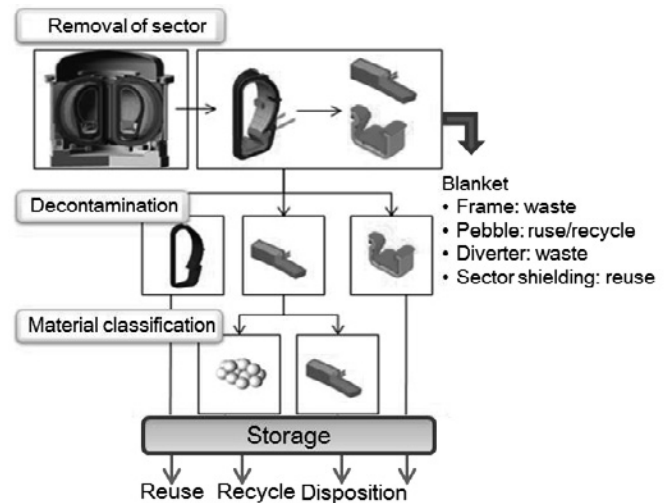 Removal of sector
Blanket
• Frame: waste
• Pebble: ruse/recycle
• Diverter: waste
• Sector shielding: reuse
Decontamination
Material classification
Storage
Reuse Recycle Disposition